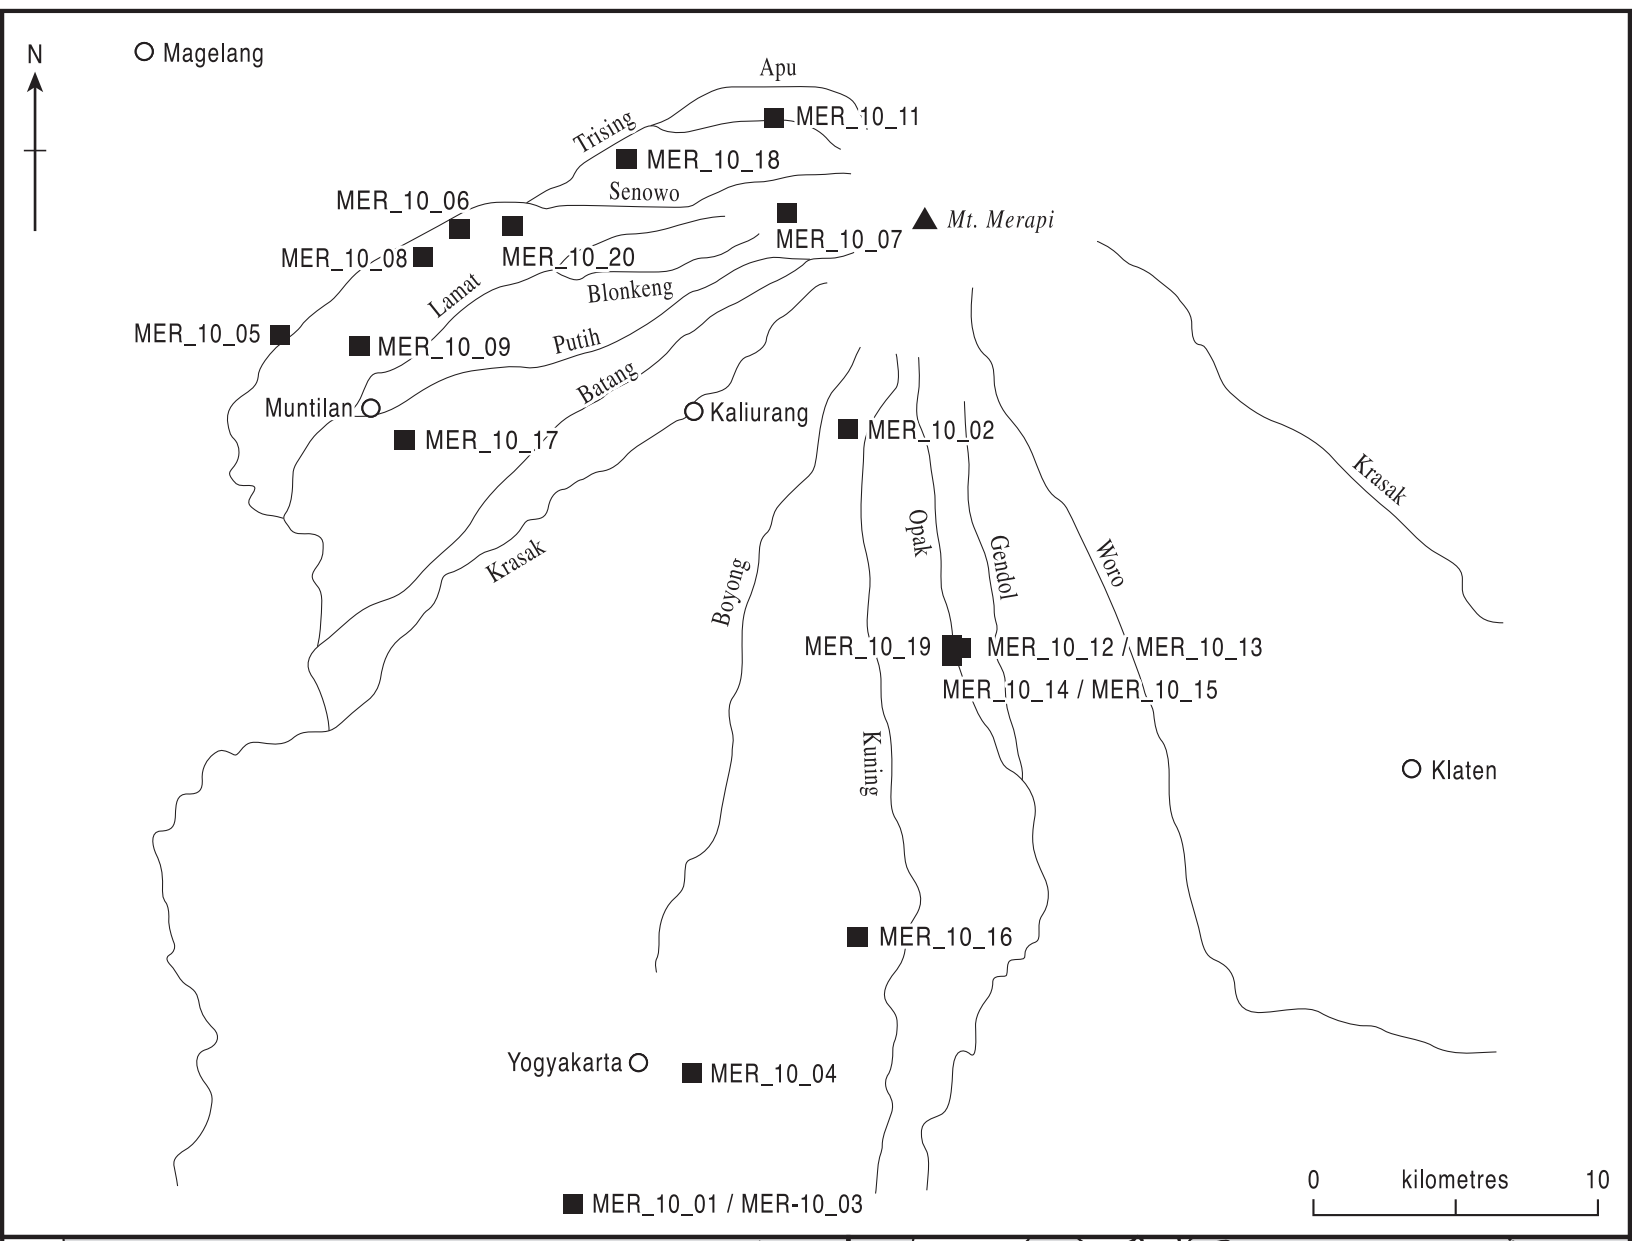 N
Magelang
Apu
MER_10_11
Trising
MER_10_18
Senowo
MER_10_06
Mt. Merapi
MER_10_07
MER_10_08
MER_10_20
Lamat
Blonkeng
MER_10_05
MER_10_09
Putih
Batang
Muntilan
Kaliurang
MER_10_02
MER_10_17
Krasak
Opak
Gendol
Woro
Krasak
Boyong
MER_10_19
MER_10_12 / MER_10_13
MER_10_14 / MER_10_15
Kuning
Klaten
MER_10_16
Yogyakarta
MER_10_04
0 kilometres 10
MER_10_01 / MER-10_03